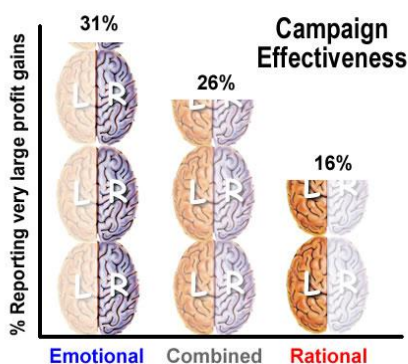 Campaign
Effectiveness
% Reporting very large profit gains
31%
26%
16%
L R
L R
L R
L R
L R
L R
L R
L R
Emotional
Combined
Rational